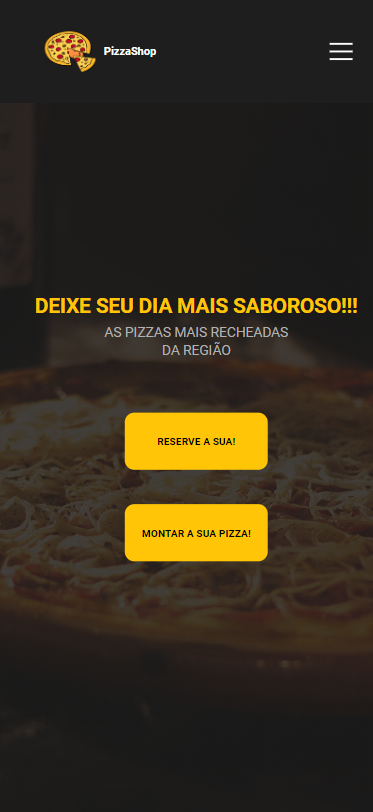 PizzaShop
DEIXE SEU DIA MAIS SABOROSO!!!
AS PIZZAS MAIS RECHEADAS
DA REGIÃO
RESERVE A SUA!
MONTAR A SUA PIZZA!